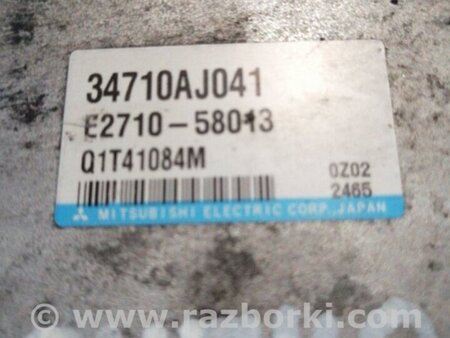 34710AJ041
E2710-58013
Q1T41084M
0Z02
2465
MITSUBISHI ELECTRIC CORP., JAPAN
© www.razborki.com